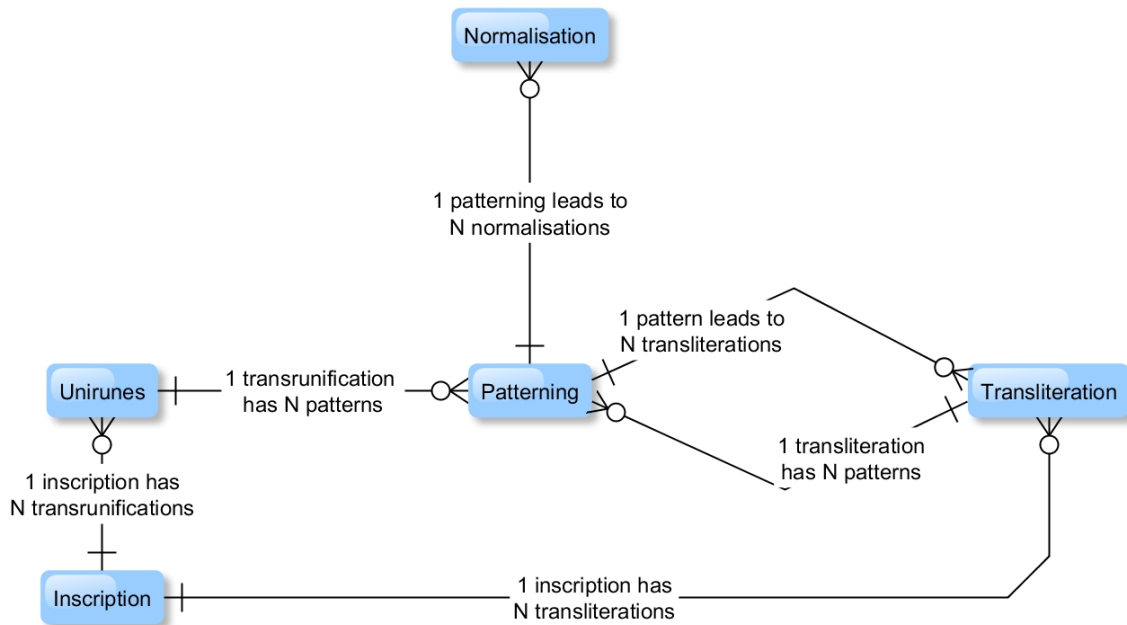 Normalisation
1 patterning leads to
N normalisations
1 pattern leads to
N transliterations
Unirunes
1 transrunification
has N patterns
Patterning
Transliteration
1 transliteration
has N patterns
1 inscription has
N transrunifications
Inscription
1 inscription has
N transliterations